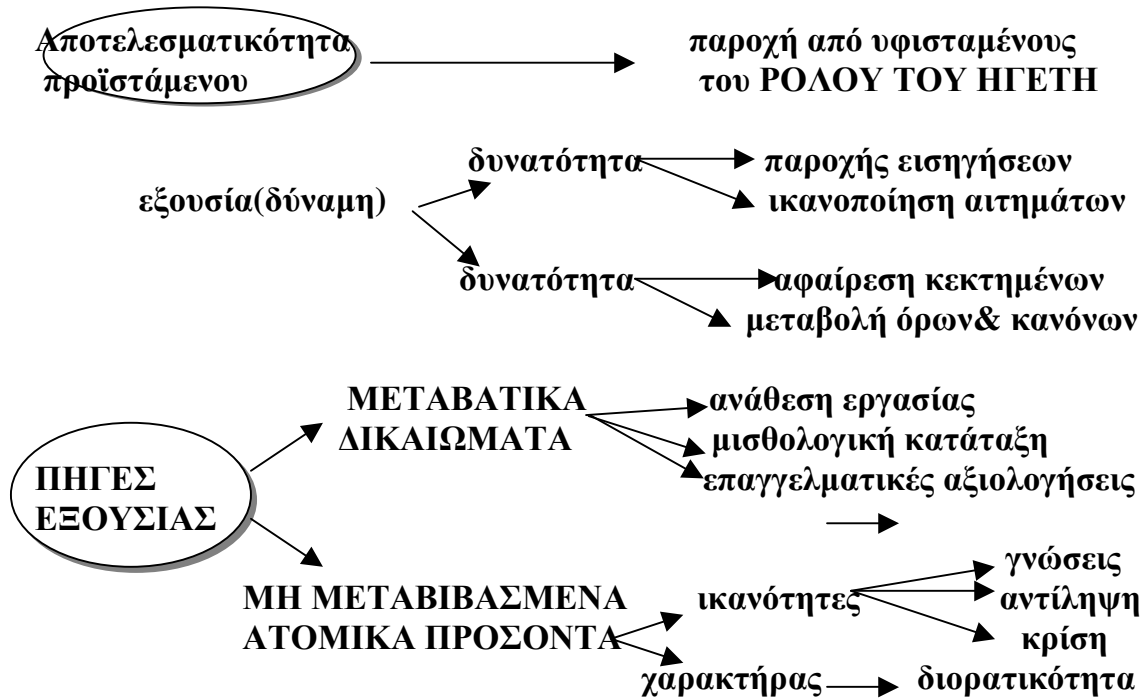 Αποτελεσματικότητα
προϊστάμενου
παροχή από υφισταμένους
του ΡΟΛΟΥ ΤΟΥ ΗΓΕΤΗ
εξουσία(δύναμη)
δυνατότητα
παροχής εισηγήσεων
ικανοποίηση αιτημάτων
δυνατότητα
αφαίρεση κεκτημένων
μεταβολή όρων& κανόνων
ΠΗΓΕΣ
ΕΞΟΥΣΙΑΣ
ΜΕΤΑΒΑΤΙΚΑ
ΔΙΚΑΙΩΜΑΤΑ
ανάθεση εργασίας
μισθολογική κατάταξη
επαγγελματικές αξιολογήσεις
ΜΗ ΜΕΤΑΒΙΒΑΣΜΕΝΑ
ΑΤΟΜΙΚΑ ΠΡΟΣΟΝΤΑ
ικανότητες
γνώσεις
αντίληψη
κρίση
χαρακτήρας
διορατικότητα